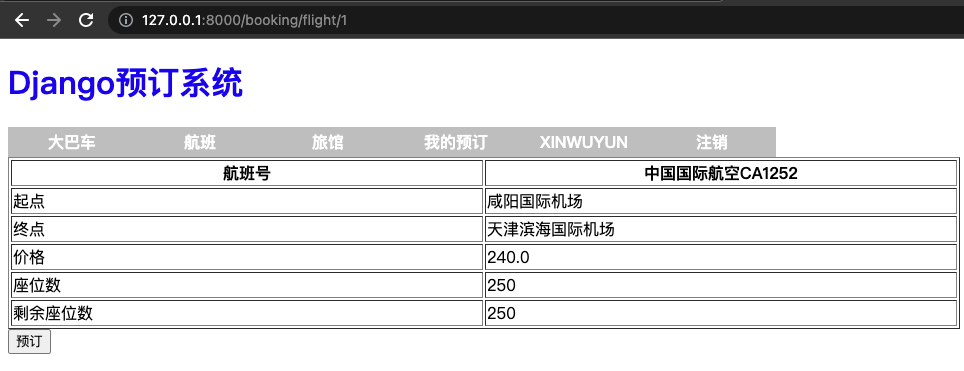 127.0.0.1:8000/booking/flight/1
Django预订系统
大巴车 航班 旅馆 我的预订 XINWUYUN 注销
航班号 中国国际航空CA1252
起点 咸阳国际机场
终点 天津滨海国际机场
价格 240.0
座位数 250
剩余座位数 250
预订